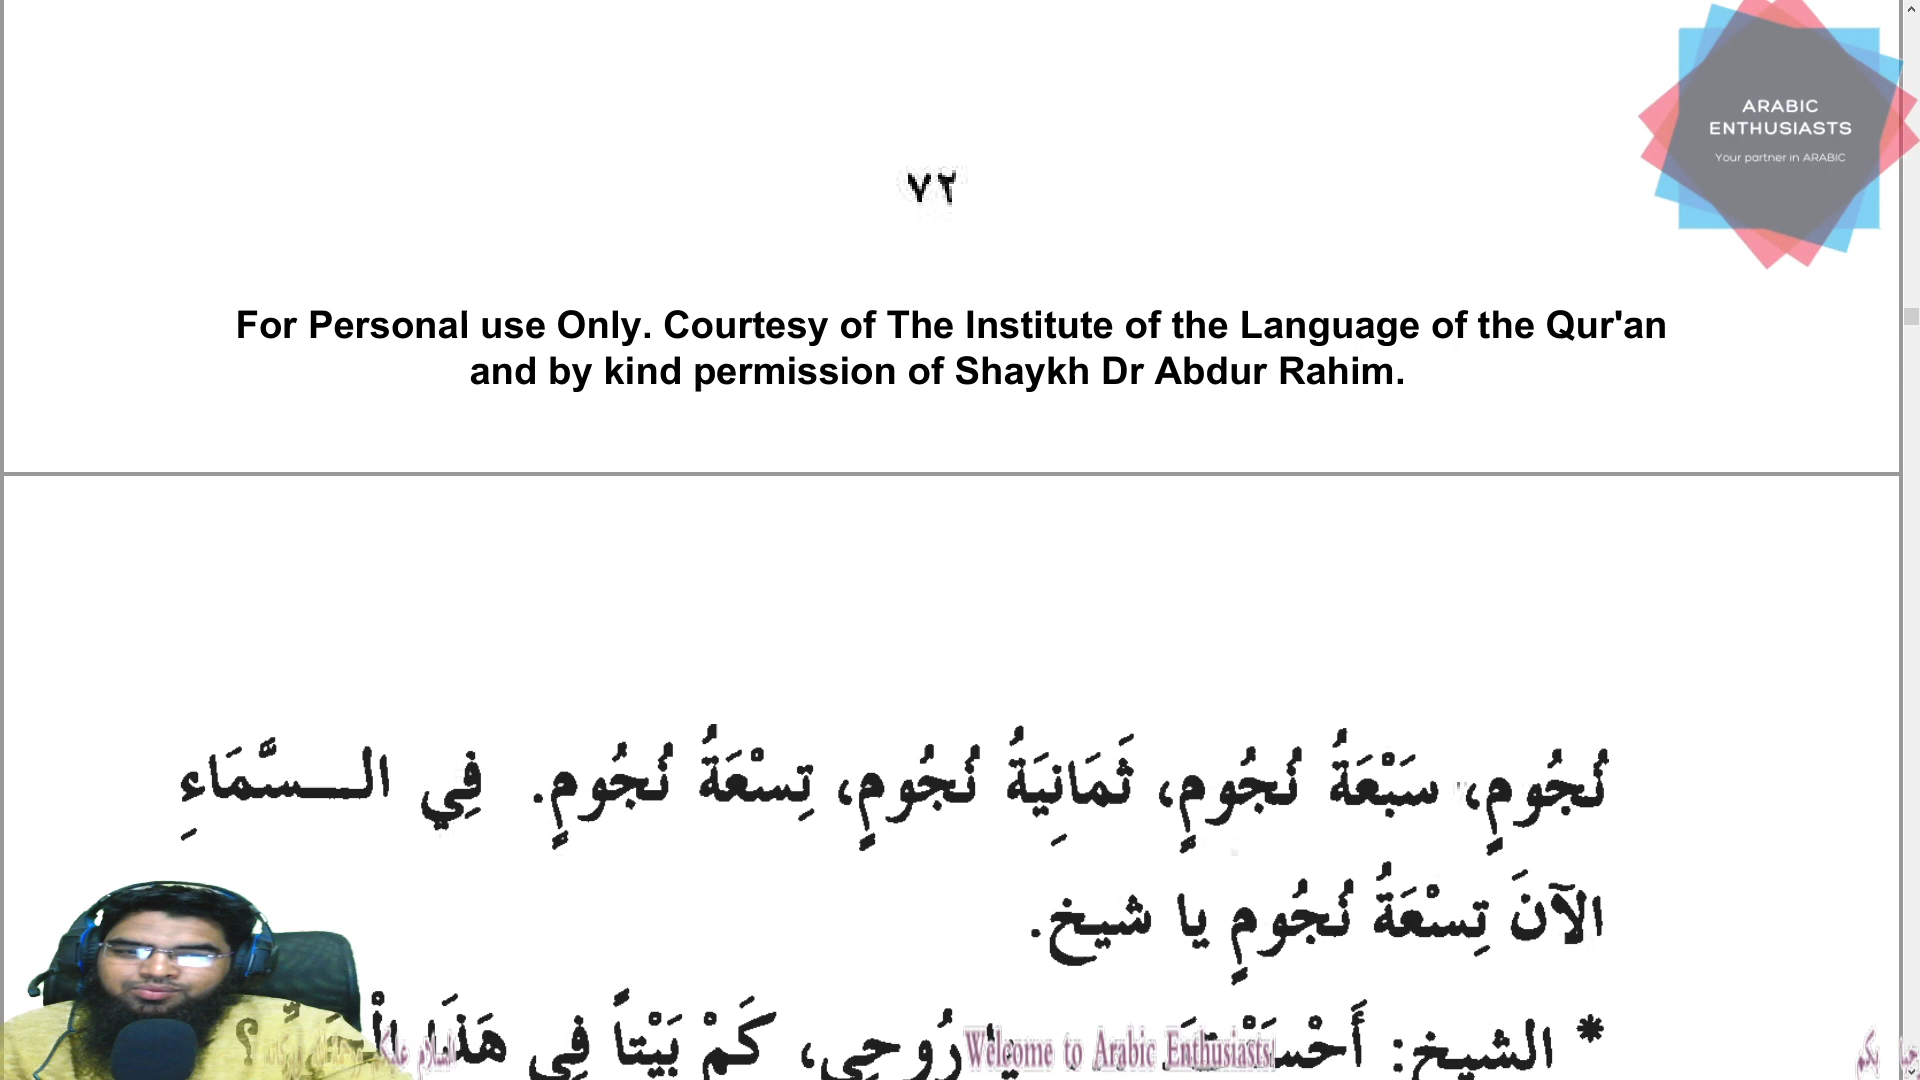 ARABIC
ENTHUSIASTS
Your partner in ARABIC
٧٢
For Personal use Only. Courtesy of The Institute of the Language of the Qur'an
and by kind permission of Shaykh Dr Abdur Rahim.
نُجُومٍ، سَبْعَةُ نُجُومٍ، ثَمَانِيَةُ نُجُومٍ، تِسْعَةُ نُجُومٍ. فِي الـــسَّمَاءِ
الآنَ تِسْعَةُ نُجُومٍ يا شيخ.
* الشيخ: أَحْسَنْتَ يا رُوحِي، كَمْ بَيْتاً فِي هَذَا ؟
Welcome to Arabic Enthusiasts!